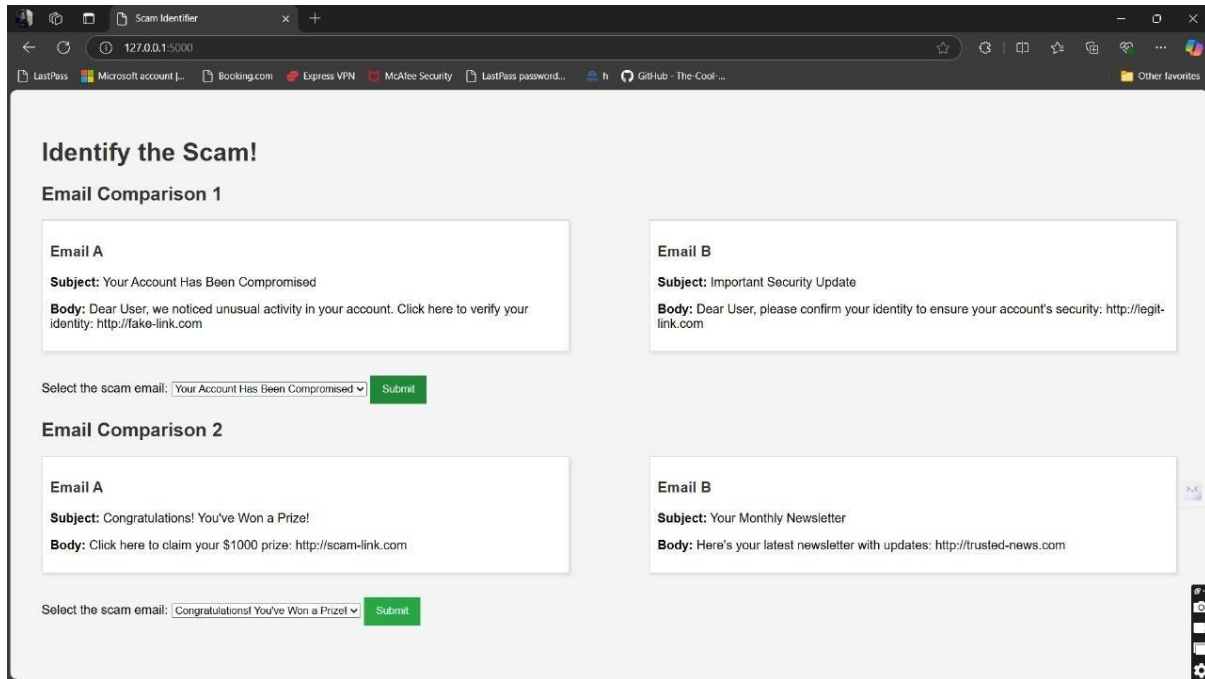 Scam Identifier
127.0.0.1:5000
LastPass
Microsoft account |...
Booking.com
Express VPN
McAfee Security
LastPass password...
h
GitHub - The-Cool-...
Other favorites
Identify the Scam!
Email Comparison 1
Email A
Subject: Your Account Has Been Compromised
Body: Dear User, we noticed unusual activity in your account. Click here to verify your
identity: http://fake-link.com
Email B
Subject: Important Security Update
Body: Dear User, please confirm your identity to ensure your account's security: http://legit-
link.com
Select the scam email: Your Account Has Been Compromised Submit
Email Comparison 2
Email A
Subject: Congratulations! You've Won a Prize!
Body: Click here to claim your $1000 prize: http://scam-link.com
Email B
Subject: Your Monthly Newsletter
Body: Here's your latest newsletter with updates: http://trusted-news.com
Select the scam email: Congratulations! You've Won a Prize! Submit